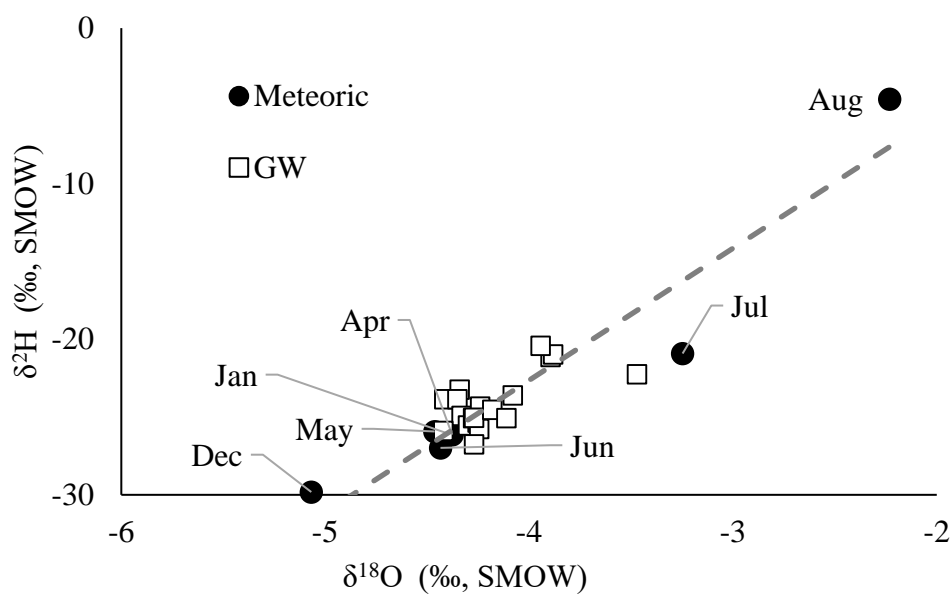 0
Meteoric
Aug
GW
-10
δ²H (‰, SMOW)
Apr
Jul
-20
Jan
May
Jun
Dec
-30
-6 -5 -4 -3 -2
δ¹⁸O (‰, SMOW)